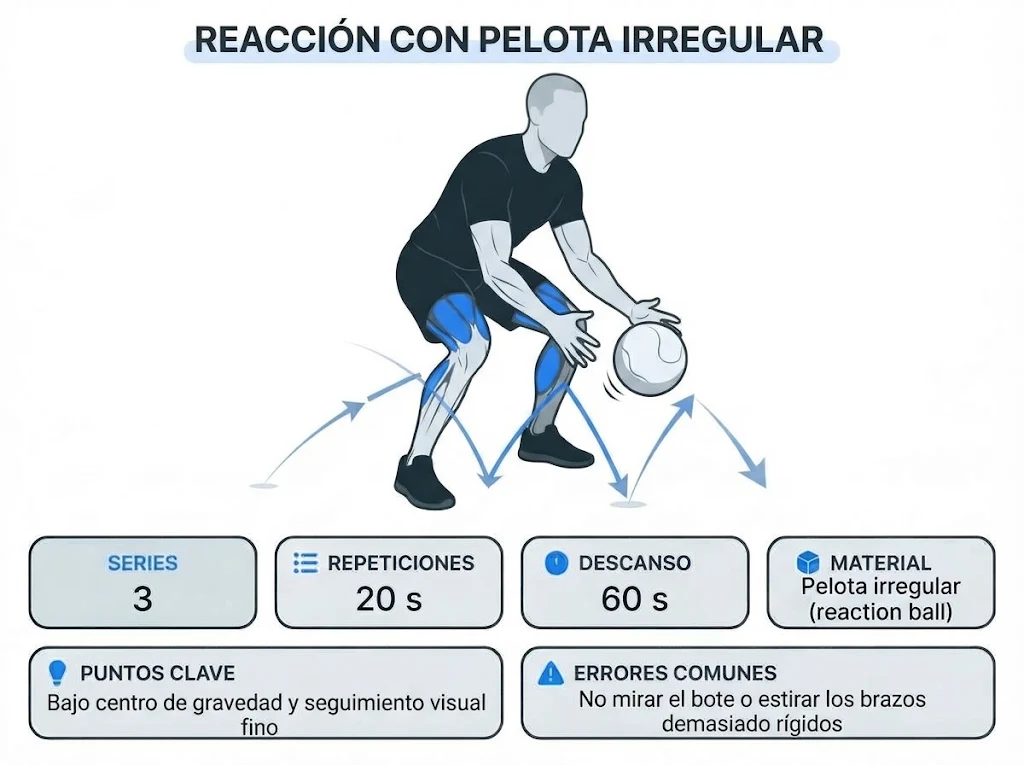 REACCIÓN CON PELOTA IRREGULAR
SERIES
3
REPETICIONES
20 s
DESCANSO
60 s
MATERIAL
Pelota irregular
(reaction ball)
PUNTOS CLAVE
Bajo centro de gravedad y seguimiento visual
fino
ERRORES COMUNES
No mirar el bote o estirar los brazos
demasiado rígidos